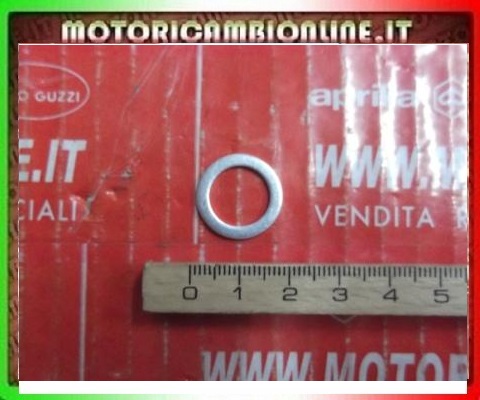 MOTORICAMBIONLINE.IT
O GUZZI
aprilia
E.IT
WWW.M
CIALI
VENDITA R
0 1 2 3 4 5
WWW.MOTOR